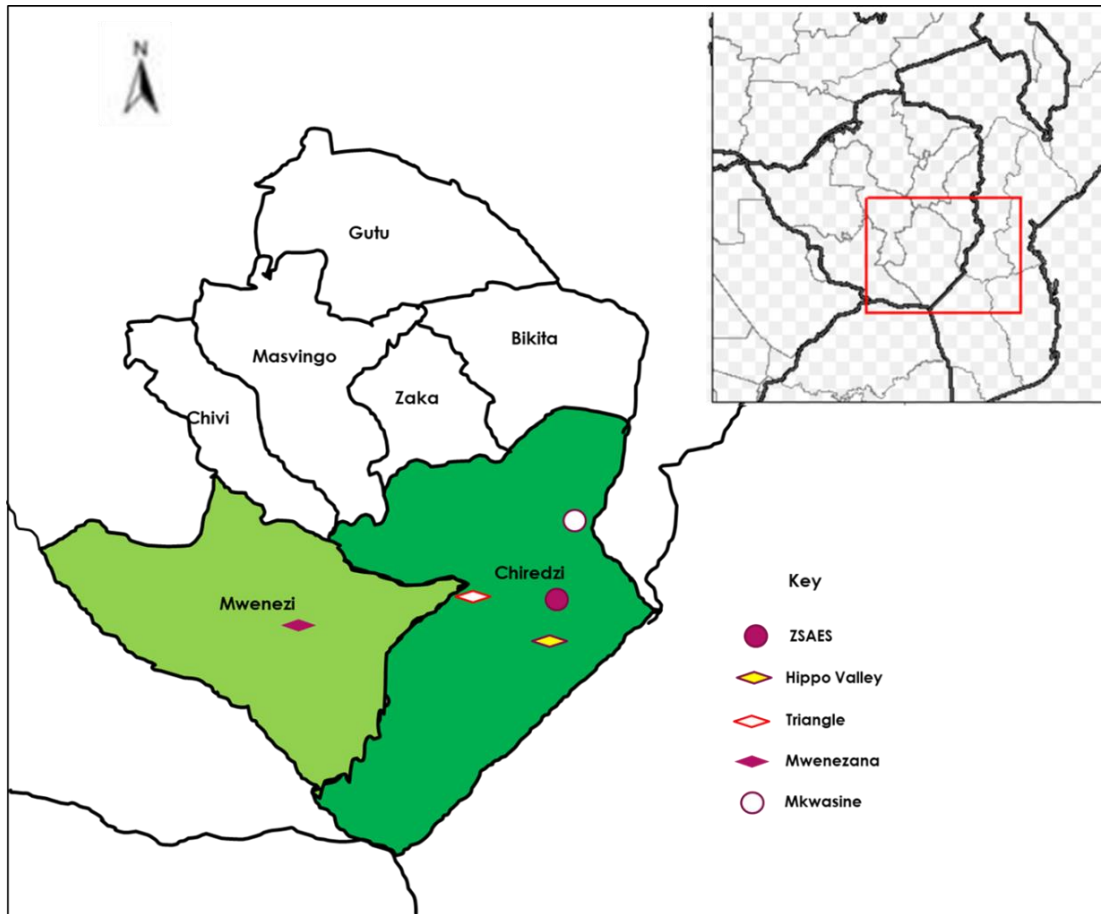 N
Gutu
Masvingo
Bikita
Zaka
Chivi
Chiredzi
Mwenezi
Key
ZSAES
Hippo Valley
Triangle
Mwenezana
Mkwasine